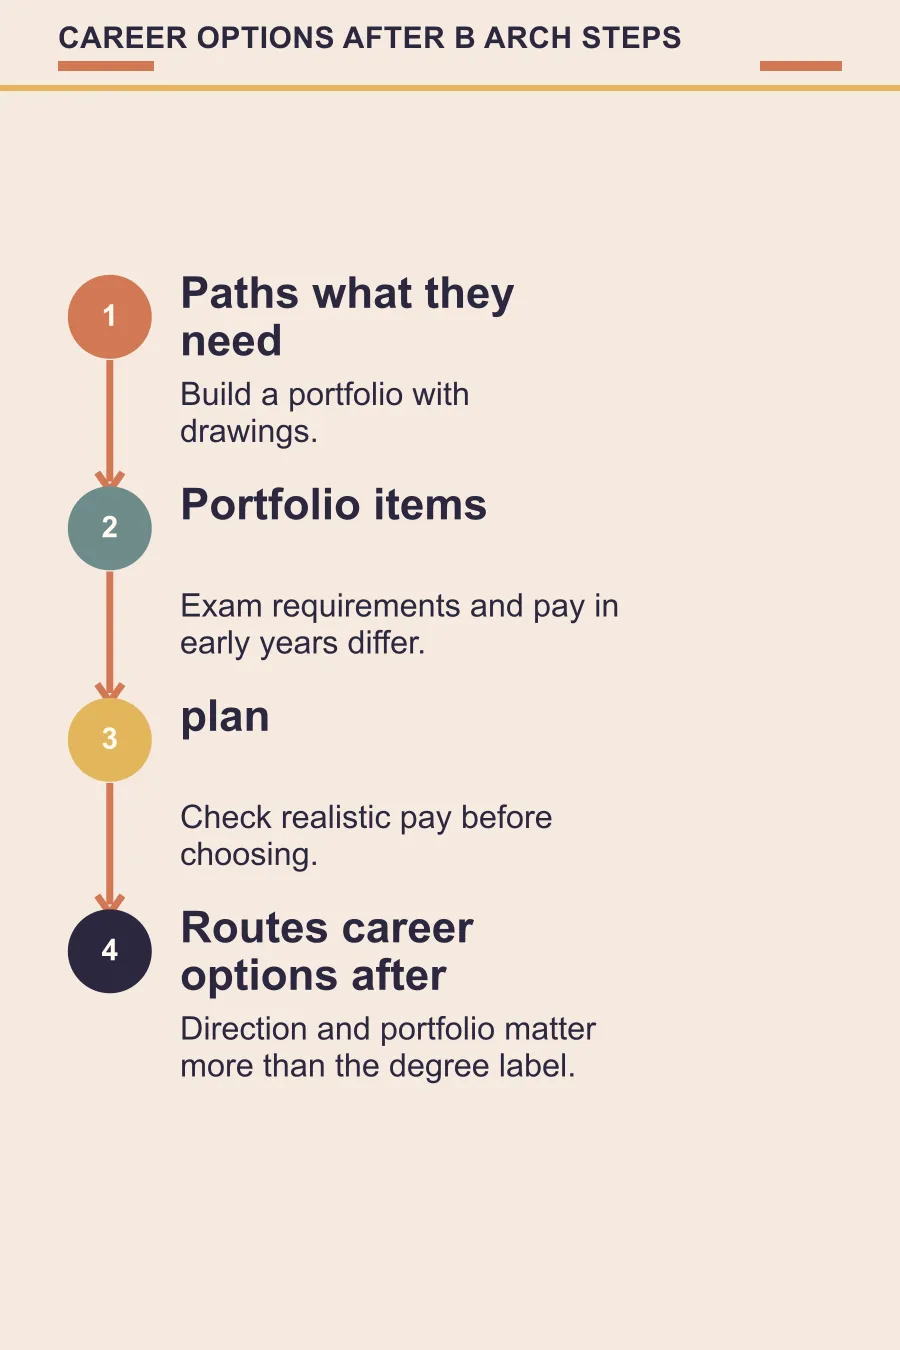 CAREER OPTIONS AFTER B ARCH STEPS
1
Paths what they
need
Build a portfolio with
drawings.
2
Portfolio items
Exam requirements and pay in
early years differ.
3
plan
Check realistic pay before
choosing.
4
Routes career
options after
Direction and portfolio matter
more than the degree label.